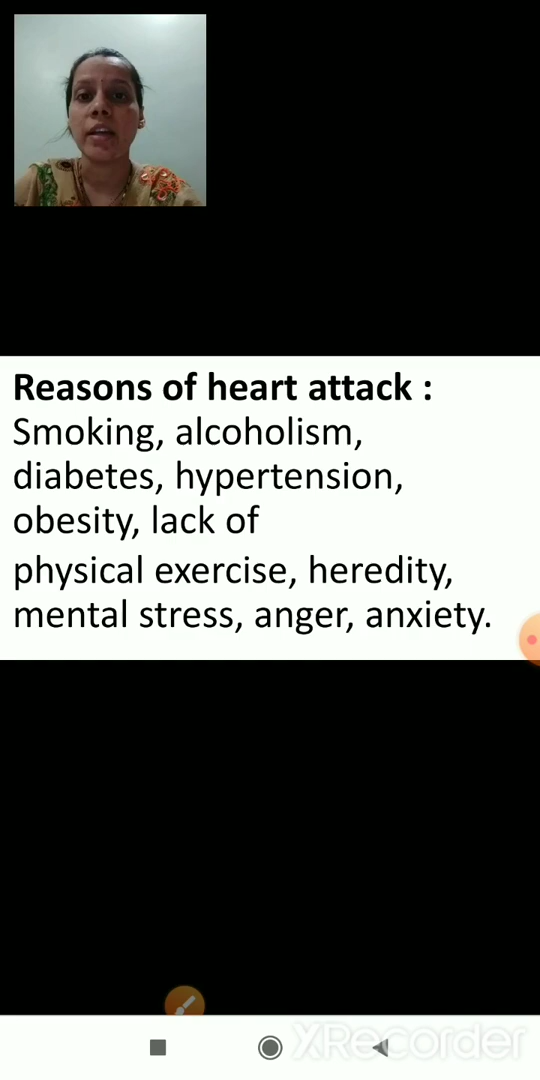 Reasons of heart attack :
Smoking, alcoholism,
diabetes, hypertension,
obesity, lack of
physical exercise, heredity,
mental stress, anger, anxiety.
XRecorder